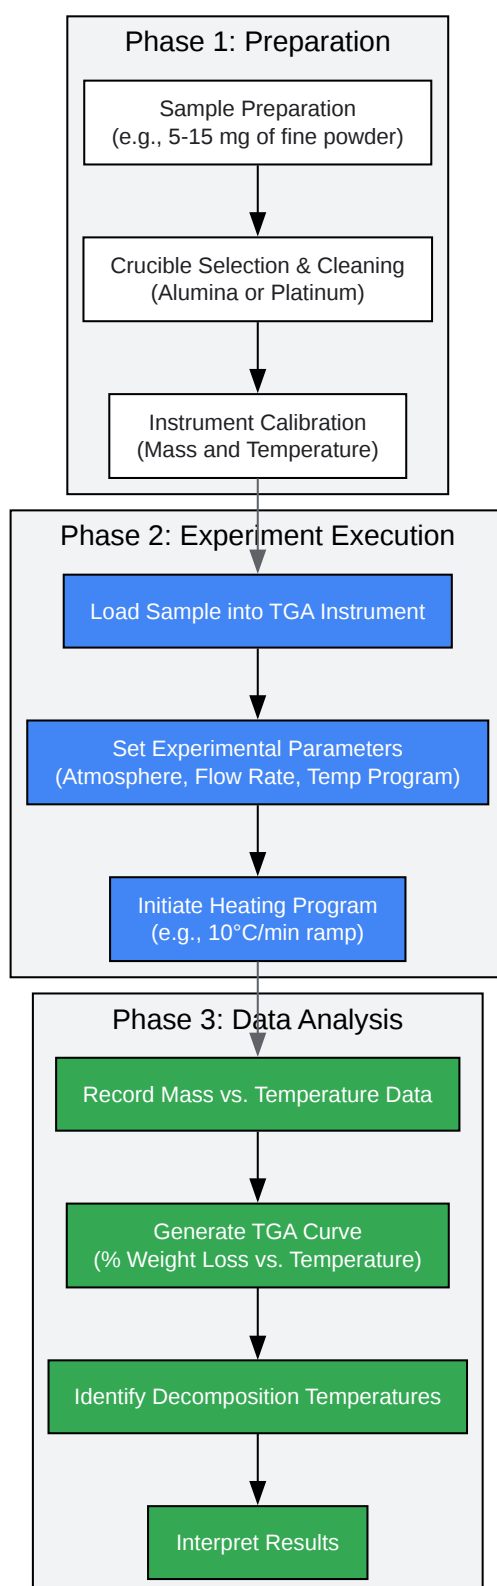 Phase 1: Preparation
Sample Preparation
(e.g., 5-15 mg of fine powder)
Crucible Selection & Cleaning
(Alumina or Platinum)
Instrument Calibration
(Mass and Temperature)
Phase 2: Experiment Execution
Load Sample into TGA Instrument
Set Experimental Parameters
(Atmosphere, Flow Rate, Temp Program)
Initiate Heating Program
(e.g., 10°C/min ramp)
Phase 3: Data Analysis
Record Mass vs. Temperature Data
Generate TGA Curve
(% Weight Loss vs. Temperature)
Identify Decomposition Temperatures
Interpret Results